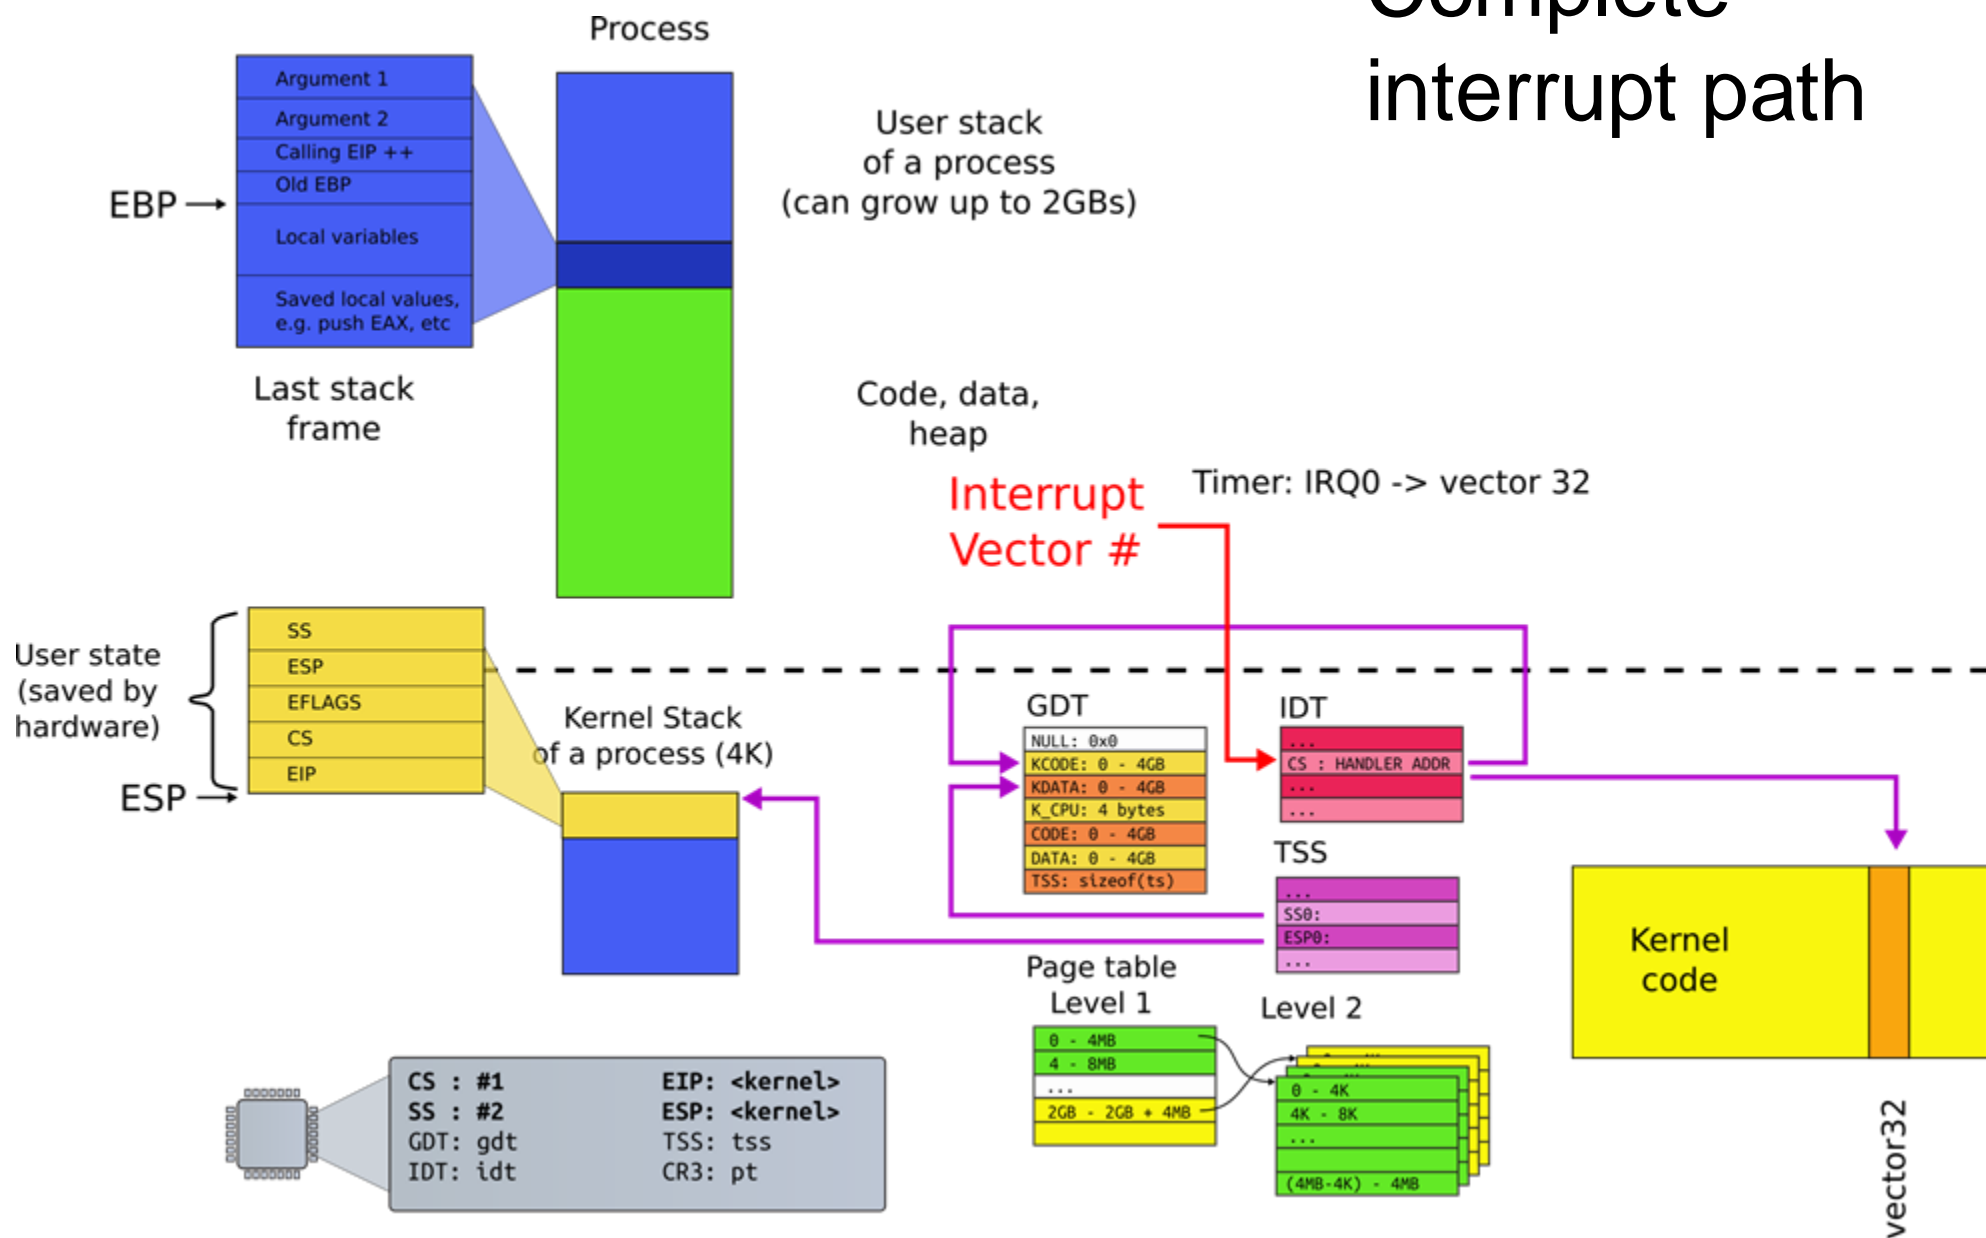 Complete
interrupt path
Process
Argument 1
Argument 2
Calling EIP ++
Old EBP
Local variables
Saved local values,
e.g. push EAX, etc
EBP
Last stack
frame
User stack
of a process
(can grow up to 2GBs)
Code, data,
heap
Interrupt
Vector #
Timer: IRQ0 -> vector 32
User state
(saved by
hardware)
SS
ESP
EFLAGS
CS
EIP
ESP
Kernel Stack
of a process (4K)
GDT
NULL: 0x0
KCODE: 0 - 4GB
KDATA: 0 - 4GB
K_CPU: 4 bytes
CODE: 0 - 4GB
DATA: 0 - 4GB
TSS: sizeof(ts)
IDT
...
CS : HANDLER ADDR
...
...
TSS
...
SS0:
ESP0:
...
Kernel
code
vector32
Page table
Level 1
0 - 4MB
4 - 8MB
...
2GB - 2GB + 4MB
Level 2
0 - 4K
4K - 8K
...
(4MB-4K) - 4MB
CS : #1
SS : #2
GDT: gdt
IDT: idt
EIP: <kernel>
ESP: <kernel>
TSS: tss
CR3: pt